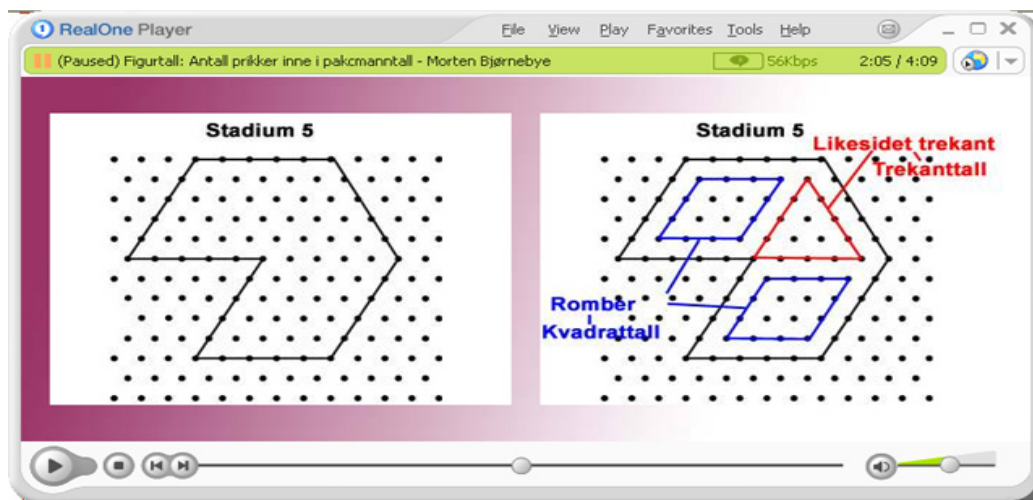 RealOne Player
File View Play Favorites Tools Help
(Paused) Figurtall: Antall prikker inne i pakcmanntall - Morten Bjørnebye
56Kbps
2:05 / 4:09
Stadium 5
Stadium 5
Likesidet trekant
Trekanttall
Romber
Kvadrattall